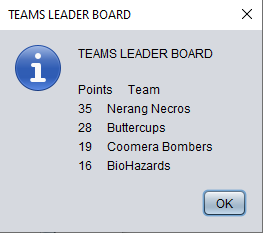 TEAMS LEADER BOARD
TEAMS LEADER BOARD
Points Team
35 Nerang Necros
28 Buttercups
19 Coomera Bombers
16 BioHazards
OK